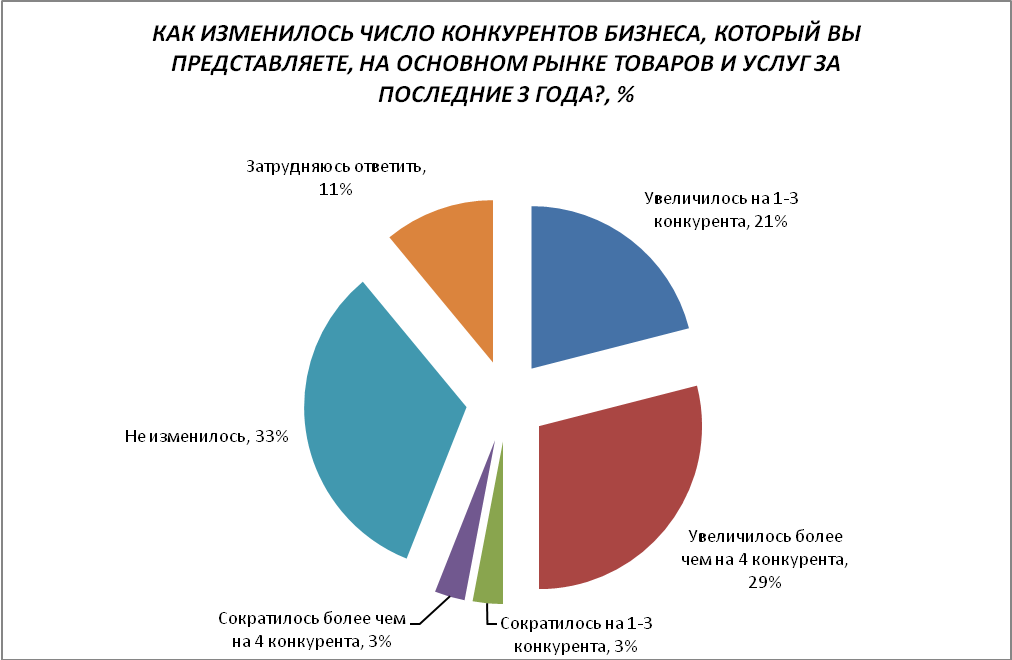 КАК ИЗМЕНИЛОСЬ ЧИСЛО КОНКУРЕНТОВ БИЗНЕСА, КОТОРЫЙ ВЫ
ПРЕДСТАВЛЯЕТЕ, НА ОСНОВНОМ РЫНКЕ ТОВАРОВ И УСЛУГ ЗА
ПОСЛЕДНИЕ 3 ГОДА?, %
Затрудняюсь ответить,
11%
Увеличилось на 1-3
конкурента, 21%
Не изменилось, 33%
Увеличилось более
чем на 4 конкурента,
29%
Сократилось более чем
на 4 конкурента, 3%
Сократилось на 1-3
конкурента, 3%